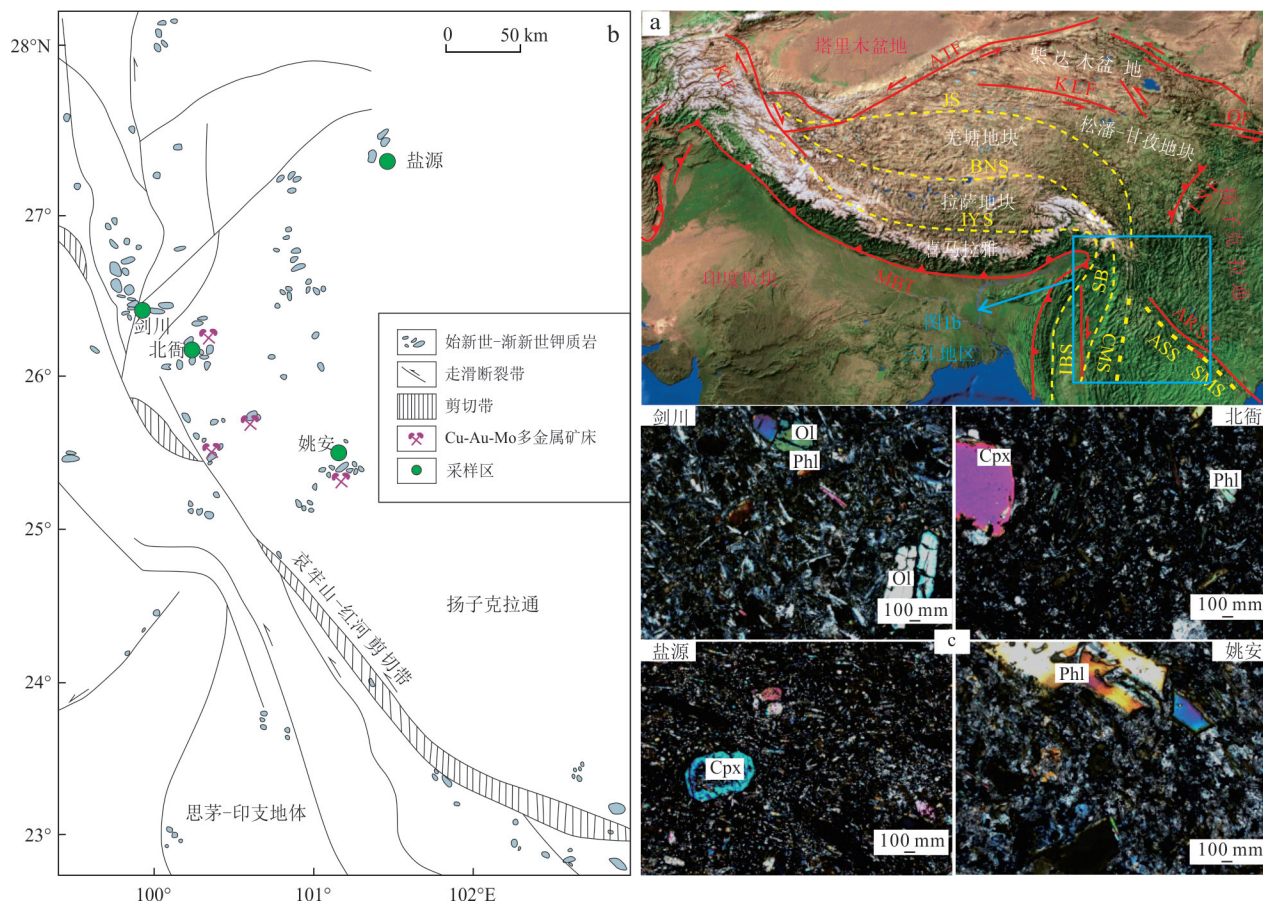 b
28°N
27°
26°
25°
24°
23°
100°
101°
102°E
0 50 km
盐源
剑川
北衙
姚安
哀牢山-红河剪切带
扬子克拉通
思茅-印支地体
始新世-渐新世钾质岩
走滑断裂带
剪切带
Cu-Au-Mo多金属矿床
采样区
a
塔里木盆地
柴达木盆地
KF
ATF
KLF
JS
羌塘地块
松潘-甘孜地块
BNS
拉萨地块
IYS
喜马拉雅
印度板块
MBT
图1b
三江地区
SB
IBS
CMS
ASS
SMS
c
剑川
Ol
Phl
Ol
100 mm
北衙
Cpx
Phl
100 mm
盐源
Cpx
100 mm
姚安
Phl
100 mm